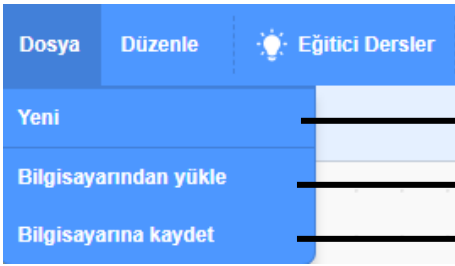 Dosya Düzenle Eğitici Dersler
Yeni
Bilgisayarından yükle
Bilgisayarına kaydet